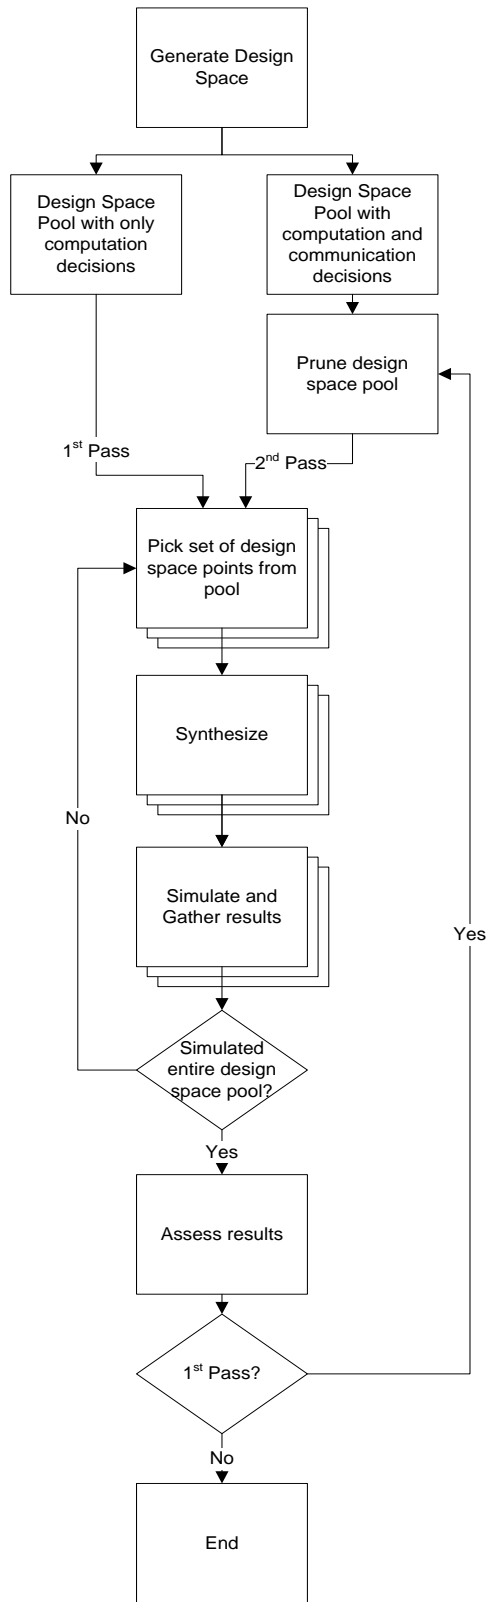 Generate Design
Space
Design Space
Pool with only
computation
decisions
Design Space
Pool with
computation and
communication
decisions
Prune design
space pool
1st Pass
2nd Pass
Pick set of design
space points from
pool
Synthesize
No
Simulate and
Gather results
Yes
Simulated
entire design
space pool?
Yes
Assess results
1st Pass?
No
End